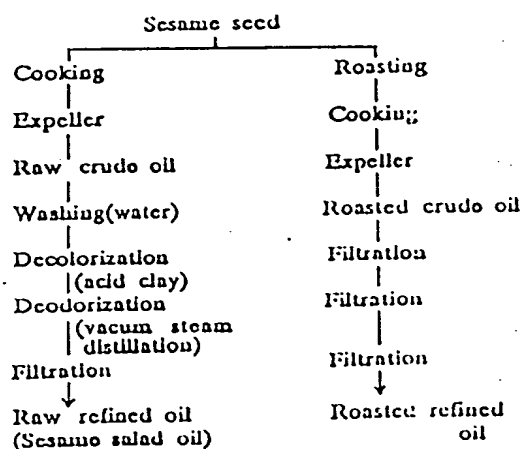 Sesame seed
Cooking
Expeller
Raw crudo oil
Washing(water)
Decolorization
(acid clay)
Deodorization
(vacum steam
distillation)
Filtration
Raw refined oil
(Sesamo salad oil)
Roasting
Cooking
Expeller
Roasted crudo oil
Filtration
Filtration
Filtration
Roasted refined
oil